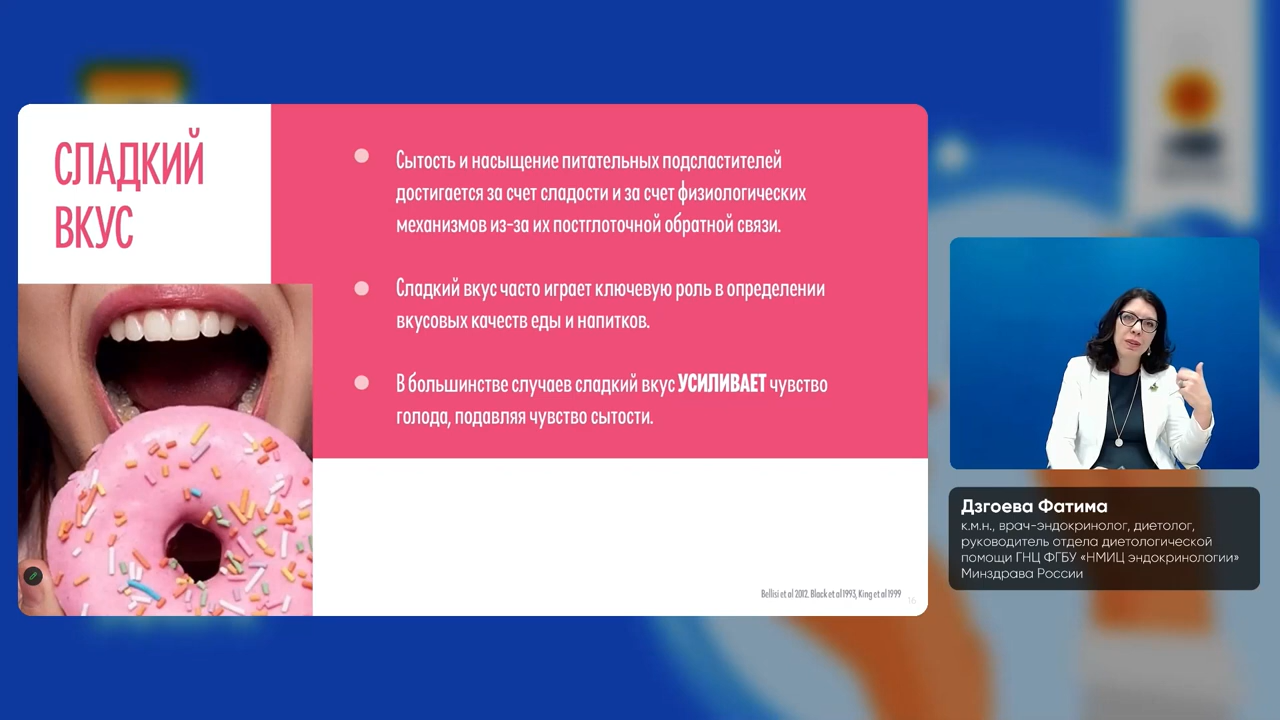 СЛАДКИЙ
ВКУС
Сытость и насыщение питательных подсластителей
достигается за счет сладости и за счет физиологических
механизмов из-за их постглоточной обратной связи.
Сладкий вкус часто играет ключевую роль в определении
вкусовых качеств еды и напитков.
В большинстве случаев сладкий вкус УСИЛИВАЕТ чувство
голода, подавляя чувство сытости.
Bellisi et al 2012. Black et al 1993, King et al 1999
16
Дзгоева Фатима
к.м.н., врач-эндокринолог, диетолог,
руководитель отдела диетологической
помощи ГНЦ ФГБУ «НМИЦ эндокринологии»
Минздрава России